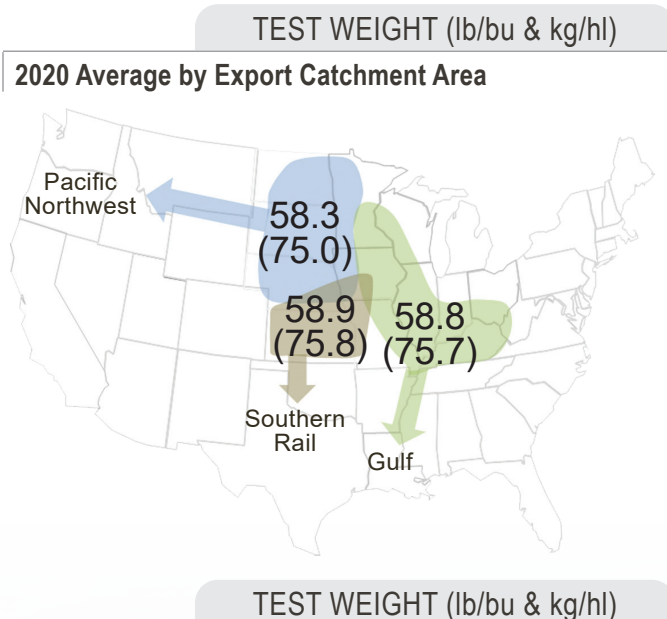 TEST WEIGHT (lb/bu & kg/hl)
2020 Average by Export Catchment Area
Pacific
Northwest
58.3
(75.0)
58.9
(75.8)
58.8
(75.7)
Southern
Rail
Gulf
TEST WEIGHT (lb/bu & kg/hl)